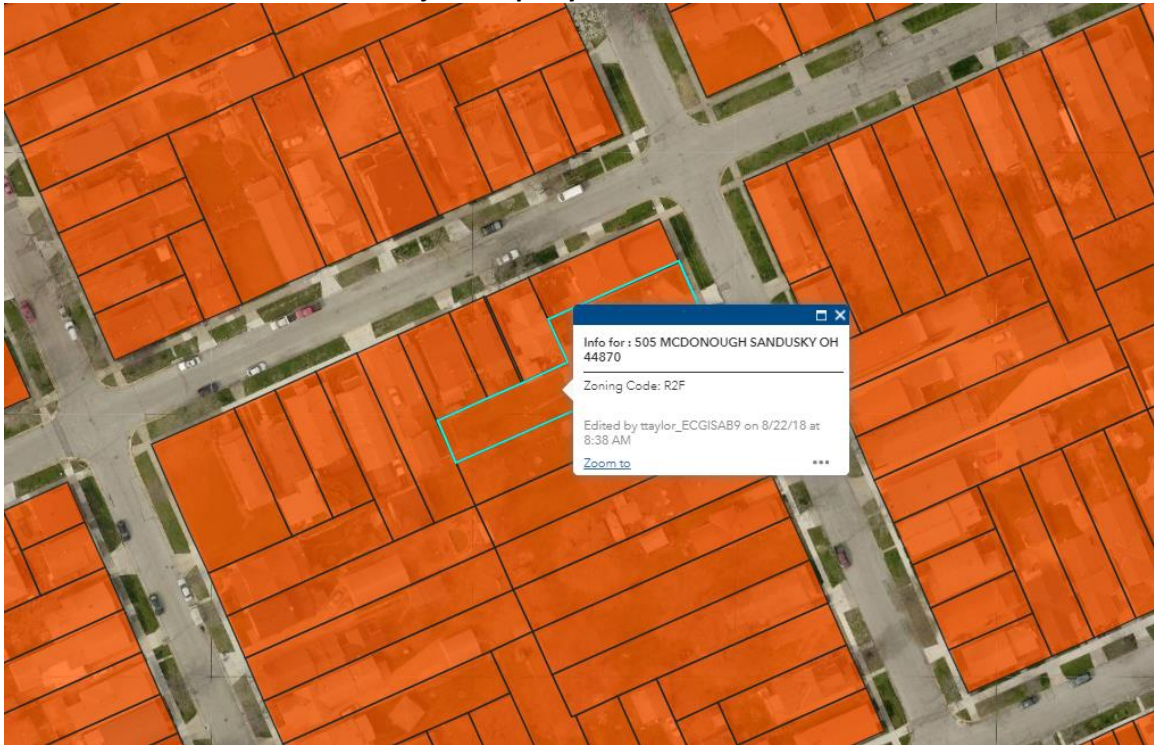 Info for : 505 MCDONOUGH SANDUSKY OH
44870
Zoning Code: R2F
Edited by ttaylor_ECGISAB9 on 8/22/18 at
8:38 AM
Zoom to